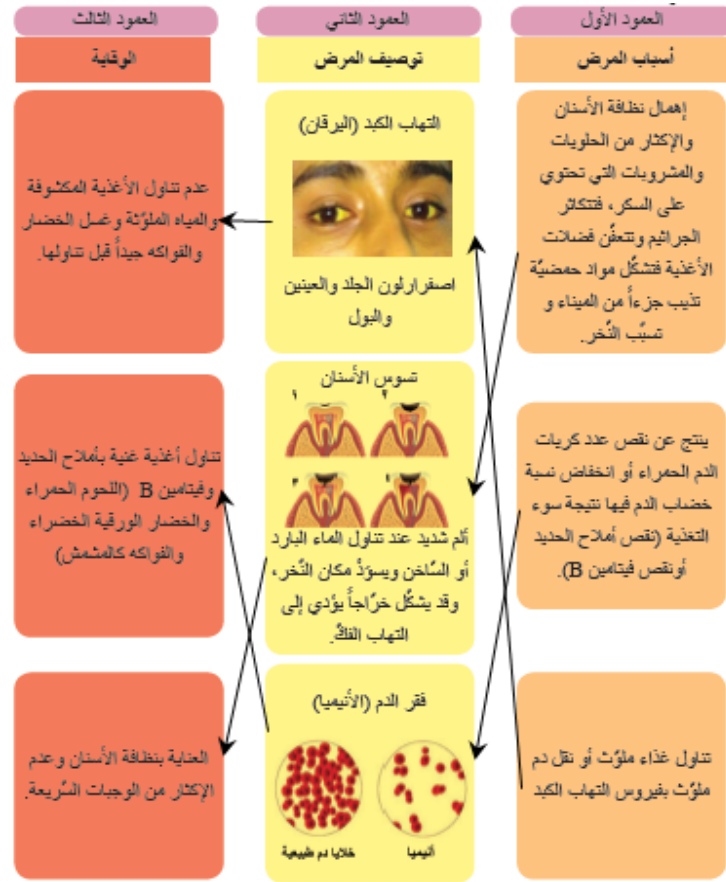 العمود الأول
أسباب المرض
إهمال نظافة الأسنان
والإكثار من الحلويات
والمشروبات التي تحتوي
على السكر، فتتكاثر
الجراثيم وتتعفّن فضلات
الأغذية فتشكّل مواد حمضيّة
تذيب جزءاً من الميناء و
تسبّب النّخر.
ينتج عن نقص عدد كريات
الدم الحمراء أو انخفاض نسبة
خضاب الدم فيها نتيجة سوء
التغذية (نقص أملاح الحديد
أونقص فيتامين B).
تناول غذاء ملوّث أو نقل دم
ملوّث بفيروس التهاب الكبد
العمود الثاني
توصيف المرض
التهاب الكبد (اليرقان)
اصفرارلون الجلد والعينين
والبول
تسوس الأسنان
١
٢
٣
٤
ألم شديد عند تناول الماء البارد
أو السّاخن ويسودّ مكان النّخر،
وقد يشكّل خرّاجاً يؤدي إلى
التهاب الفكّ.
فقر الدم (الأنيميا)
أنيميا
خلايا دم طبيعية
العمود الثالث
الوقاية
عدم تناول الأغذية المكشوفة
والمياه الملوّثة وغسل الخضار
والفواكه جيداً قبل تناولها.
تناول أغذية غنية بأملاح الحديد
وفيتامين B (اللحوم الحمراء
والخضار الورقية الخضراء
والفواكه كالمشمش)
العناية بنظافة الأسنان وعدم
الإكثار من الوجبات السّريعة.